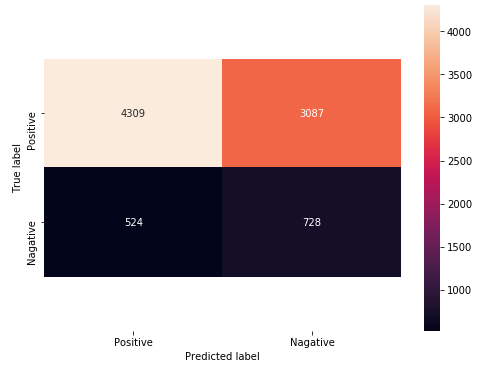 4309 3087
524 728
True label
Positive
Nagative
Positive Nagative
Predicted label
4000
3500
3000
2500
2000
1500
1000